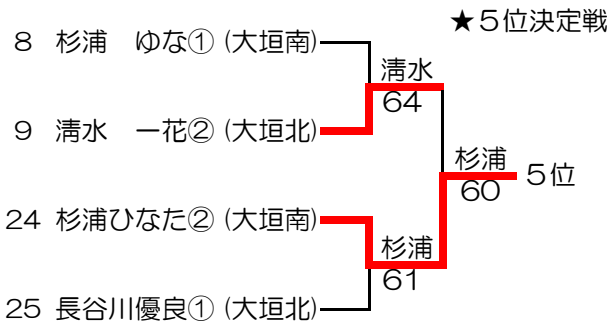 ★５位決定戦
8 杉浦　ゆな① (大垣南)
清水
64
9 清水　一花② (大垣北)
杉浦
60
５位
24 杉浦ひなた② (大垣南)
杉浦
61
25 長谷川優良① (大垣北)